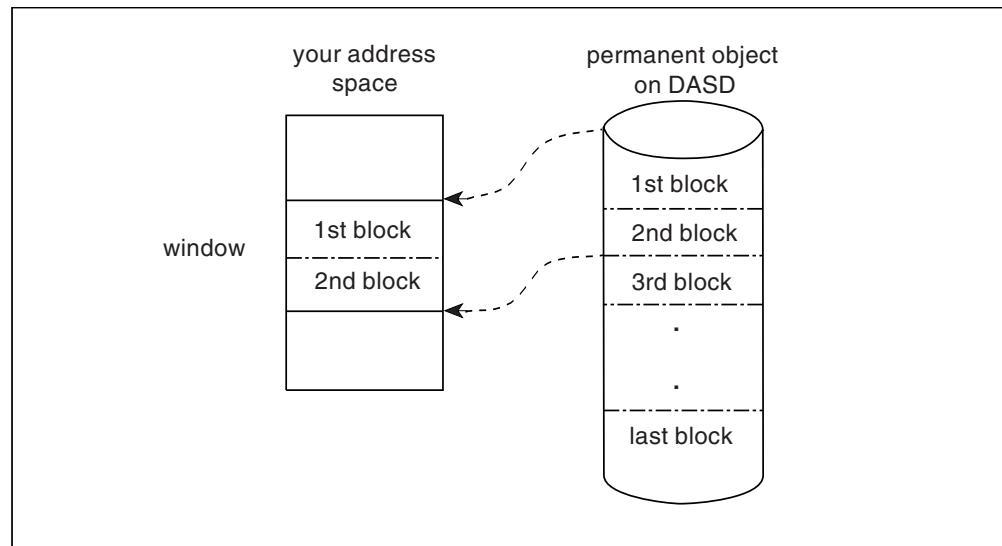 your address
space
permanent object
on DASD
window
1st block
2nd block
1st block
2nd block
3rd block
.
.
last block